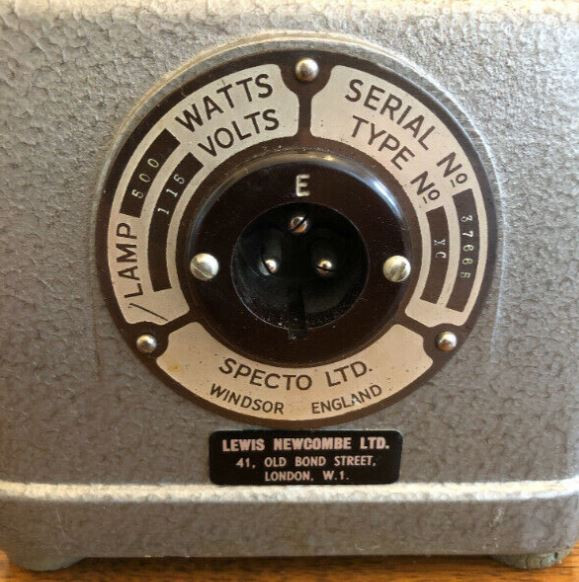 LAMP 500 WATTS
115 VOLTS
SERIAL No 37668
TYPE No XC
E
SPECTO LTD.
WINDSOR ENGLAND
LEWIS NEWCOMBE LTD.
41, OLD BOND STREET,
LONDON, W.1.